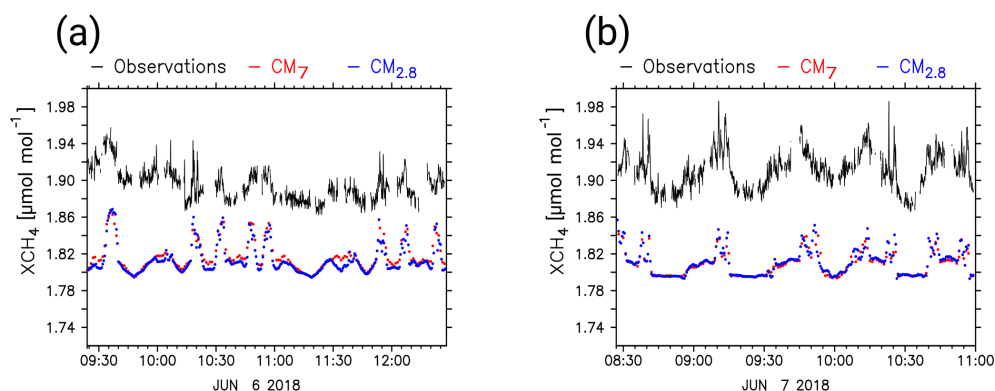 (a)
— Observations — CM7 — CM2.8
XCH4 [µmol mol-1]
1.98
1.94
1.90
1.86
1.82
1.78
1.74
09:30 10:00 10:30 11:00 11:30 12:00
JUN 6 2018
(b)
— Observations — CM7 — CM2.8
XCH4 [µmol mol-1]
1.98
1.94
1.90
1.86
1.82
1.78
1.74
08:30 09:00 09:30 10:00 10:30 11:00
JUN 7 2018